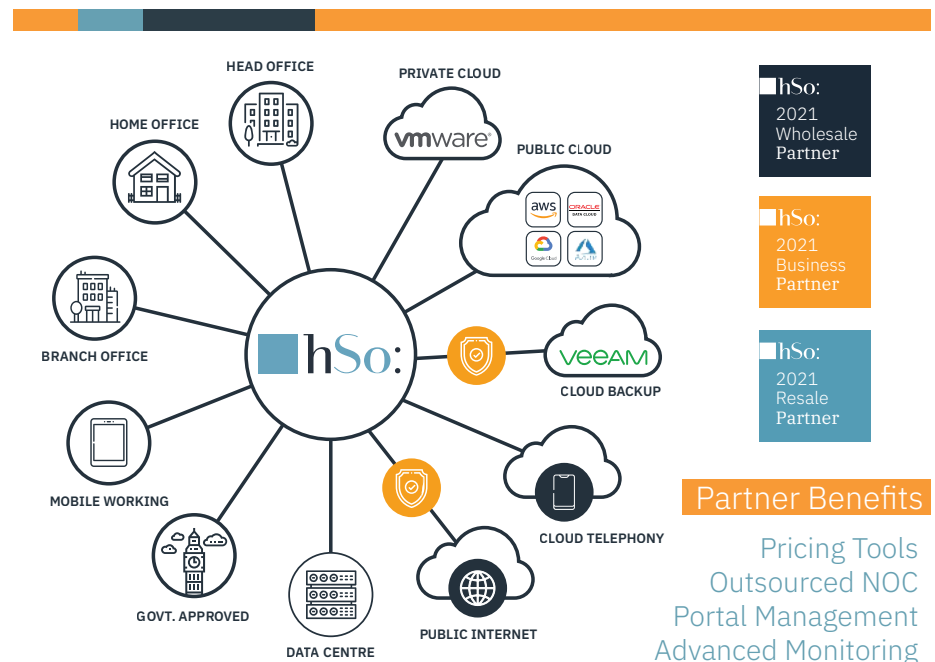 HEAD OFFICE
PRIVATE CLOUD
vmware®
HOME OFFICE
PUBLIC CLOUD
aws
ORACLE
DATA CLOUD
Google Cloud
BRANCH OFFICE
hSo:
veeAM
CLOUD BACKUP
MOBILE WORKING
CLOUD TELEPHONY
GOVT. APPROVED
PUBLIC INTERNET
DATA CENTRE
hSo:
2021
Wholesale
Partner
hSo:
2021
Business
Partner
hSo:
2021
Resale
Partner
Partner Benefits
Pricing Tools
Outsourced NOC
Portal Management
Advanced Monitoring